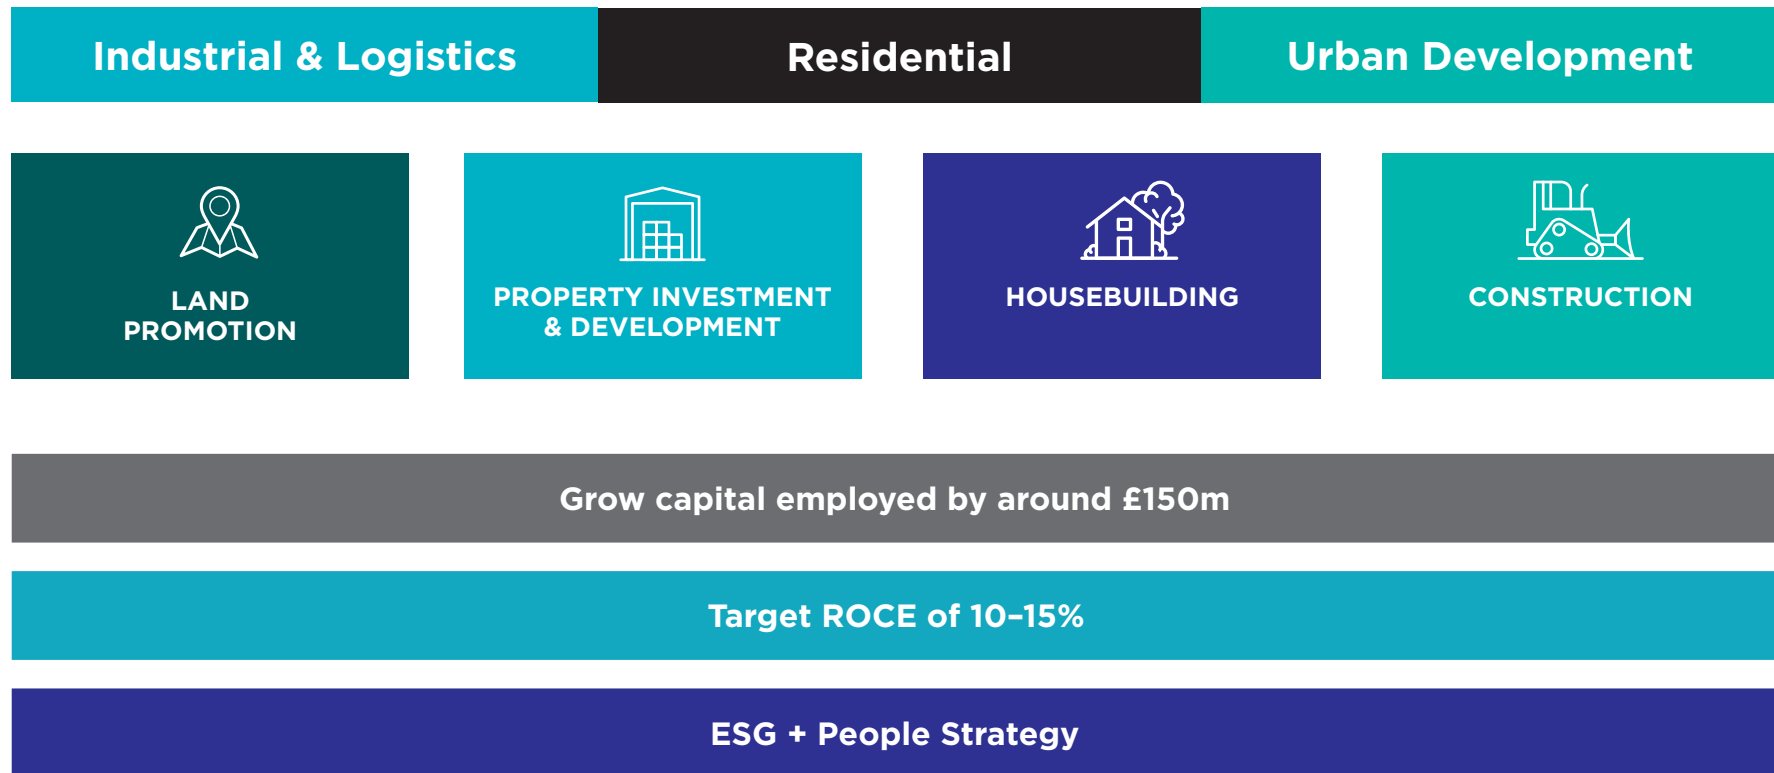 Industrial & Logistics
Residential
Urban Development
LAND
PROMOTION
PROPERTY INVESTMENT
& DEVELOPMENT
HOUSEBUILDING
CONSTRUCTION
Grow capital employed by around £150m
Target ROCE of 10–15%
ESG + People Strategy